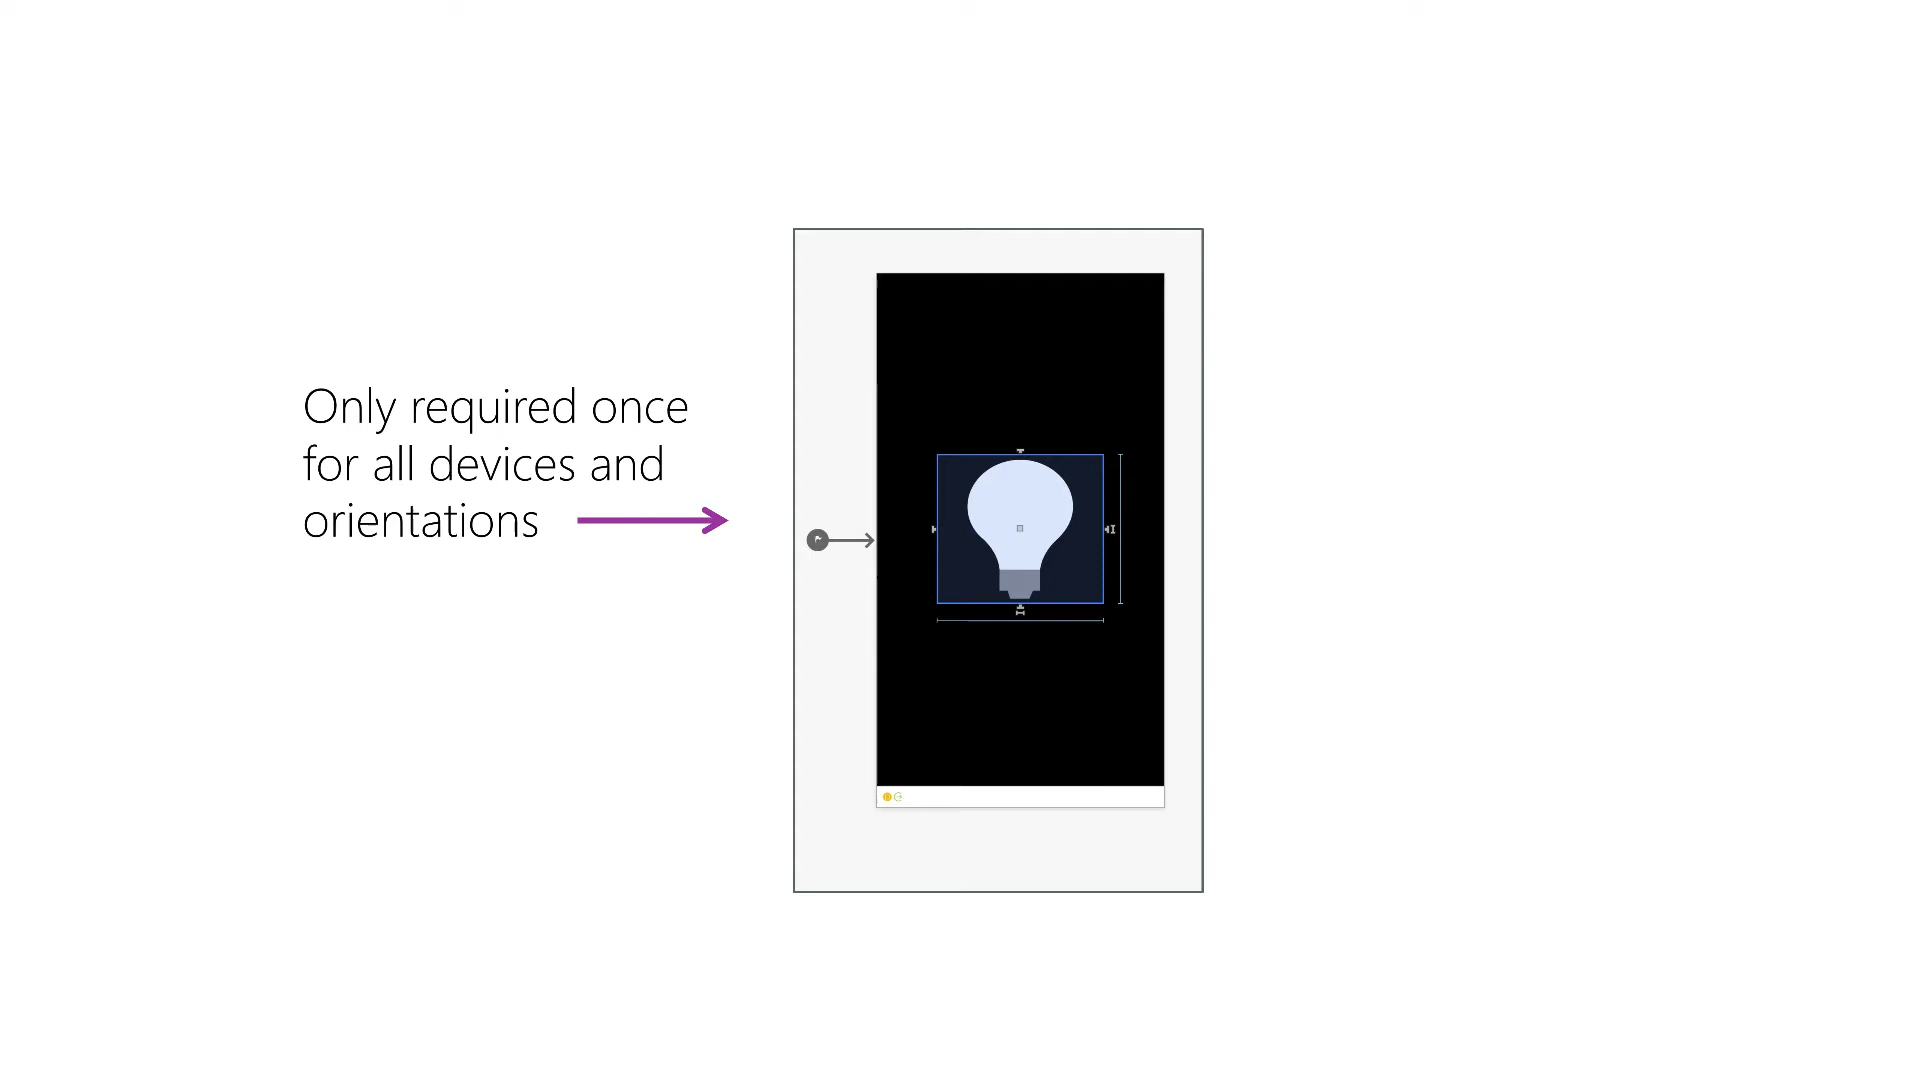 Only required once
for all devices and
orientations